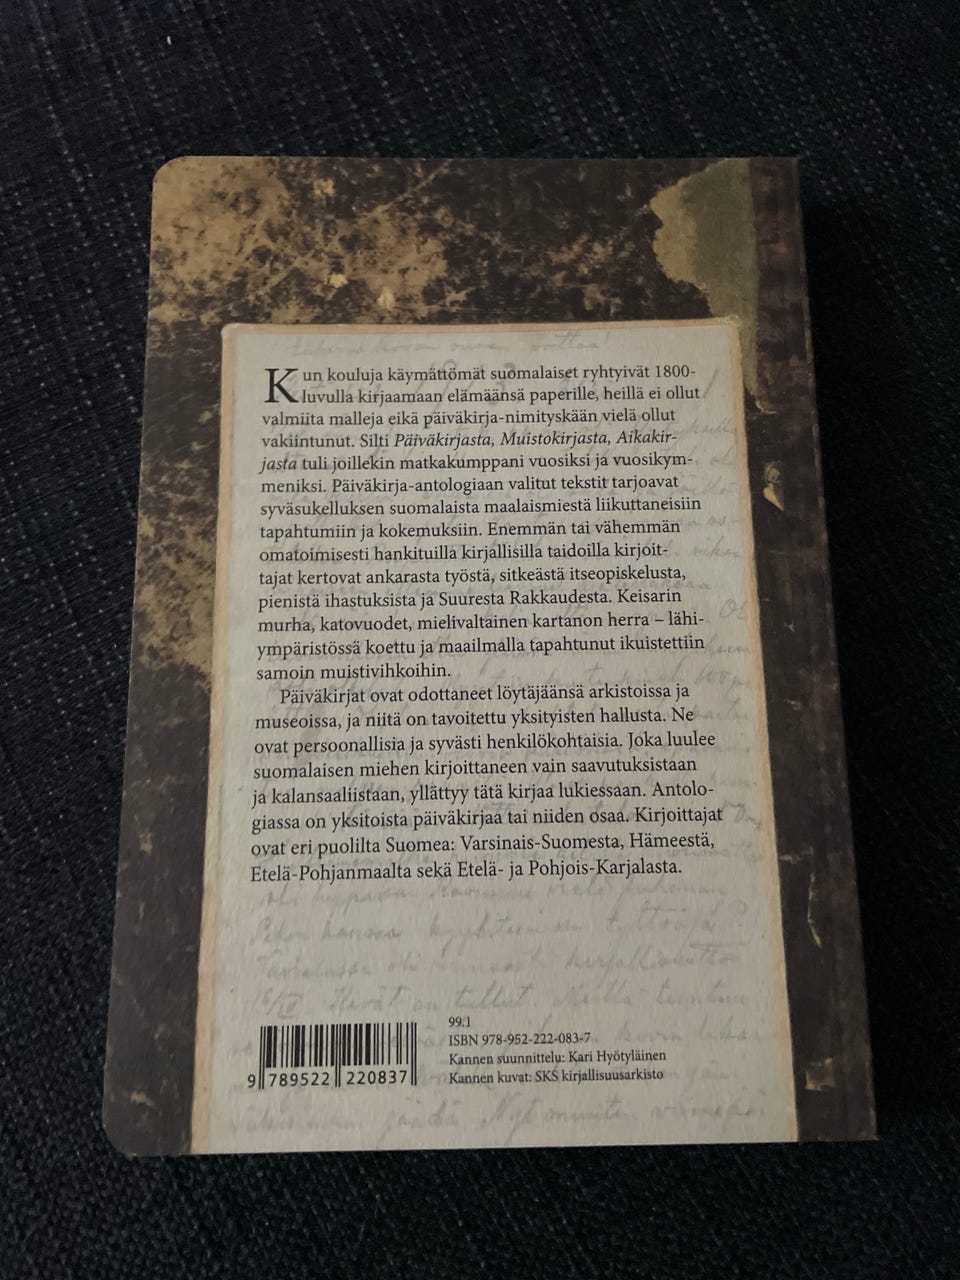 Kun kouluja käymättömät suomalaiset ryhtyivät 1800-
luvulla kirjaamaan elämäänsä paperille, heillä ei ollut
valmiita malleja eikä päiväkirja-nimityskään vielä ollut
vakiintunut. Silti Päiväkirjasta, Muistokirjasta, Aikakir-
jasta tuli joillekin matkakumppani vuosiksi ja vuosikym-
meniksi. Päiväkirja-antologiaan valitut tekstit tarjoavat
syväsukelluksen suomalaista maalaismiestä liikuttaneisiin
tapahtumiin ja kokemuksiin. Enemmän tai vähemmän
omatoimisesti hankituilla kirjallisilla taidoilla kirjoit-
tajat kertovat ankarasta työstä, sitkeästä itseopiskelusta,
pienistä ihastuksista ja Suuresta Rakkaudesta. Keisarin
murha, katovuodet, mielivaltainen kartanon herra – lähi-
ympäristössä koettu ja maailmalla tapahtunut ikuistettiin
samoin muistivihkoihin.
Päiväkirjat ovat odottaneet löytäjäänsä arkistoissa ja
museoissa, ja niitä on tavoitettu yksityisten hallusta. Ne
ovat persoonallisia ja syvästi henkilökohtaisia. Joka luulee
suomalaisen miehen kirjoittaneen vain saavutuksistaan
ja kalansaaliistaan, yllättyy tätä kirjaa lukiessaan. Antolo-
giassa on yksitoista päiväkirjaa tai niiden osaa. Kirjoittajat
ovat eri puolilta Suomea: Varsinais-Suomesta, Hämeestä,
Etelä-Pohjanmaalta sekä Etelä- ja Pohjois-Karjalasta.
99.1
ISBN 978-952-222-083-7
Kannen suunnittelu: Kari Hyötyläinen
Kannen kuvat: SKS kirjallisuusarkisto
9 789522 220837